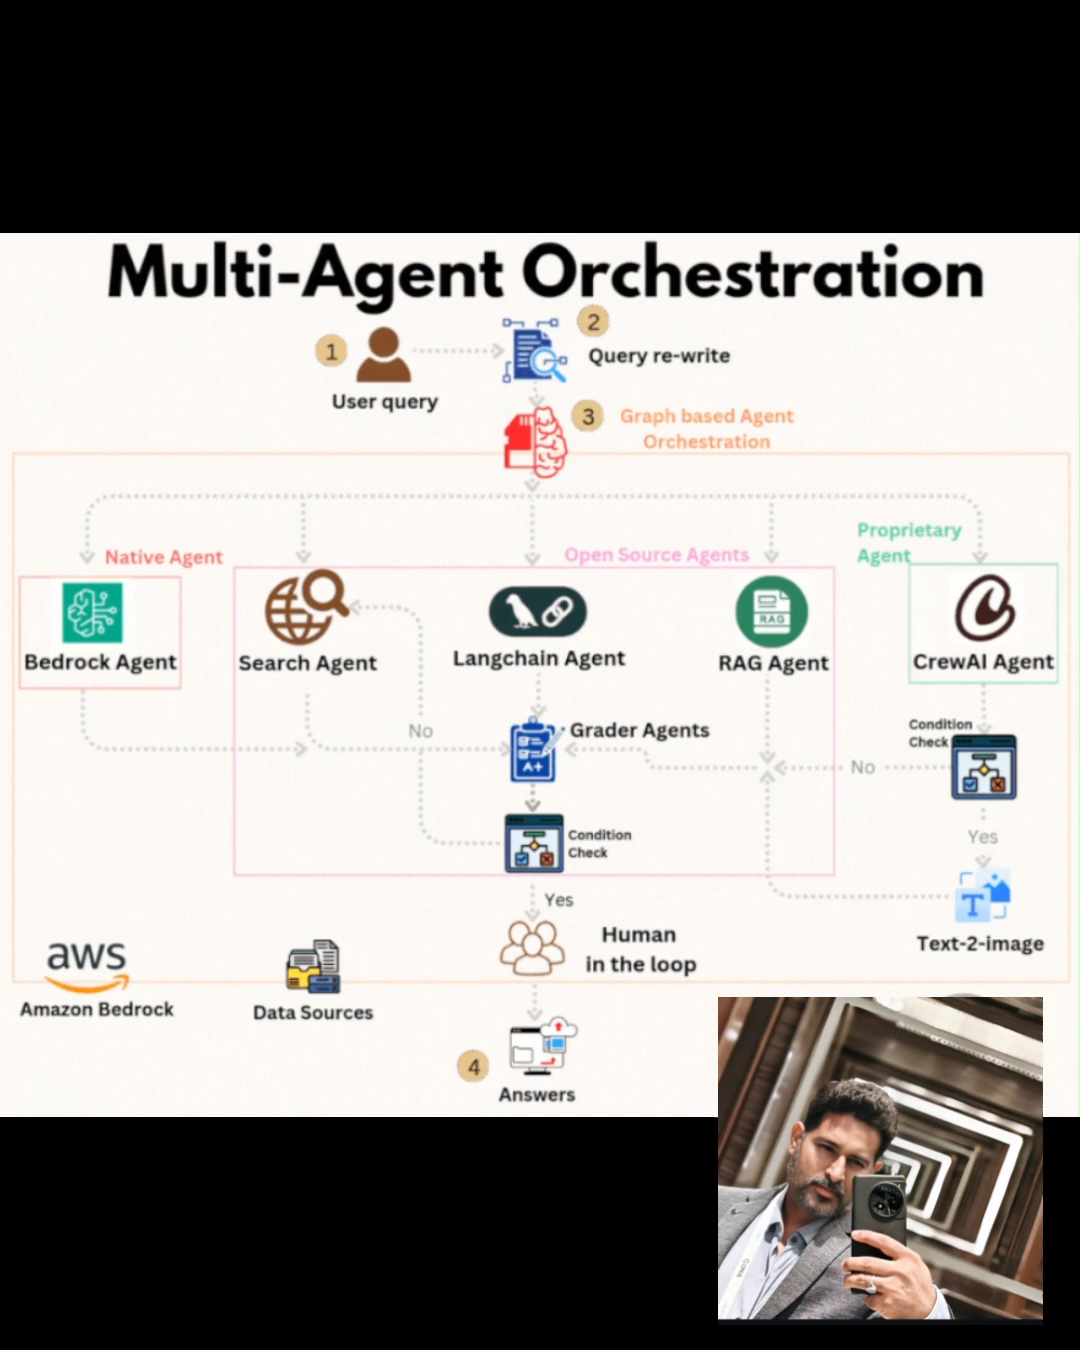 Multi-Agent Orchestration
1
User query
2
Query re-write
3
Graph based Agent
Orchestration
Native Agent
Open Source Agents
Proprietary
Agent
Bedrock Agent
Search Agent
Langchain Agent
RAG
RAG Agent
CrewAI Agent
No
Grader Agents
A+
Condition
Check
No
Condition
Check
Yes
Yes
T
Text-2-image
Human
in the loop
aws
Amazon Bedrock
Data Sources
4
Answers